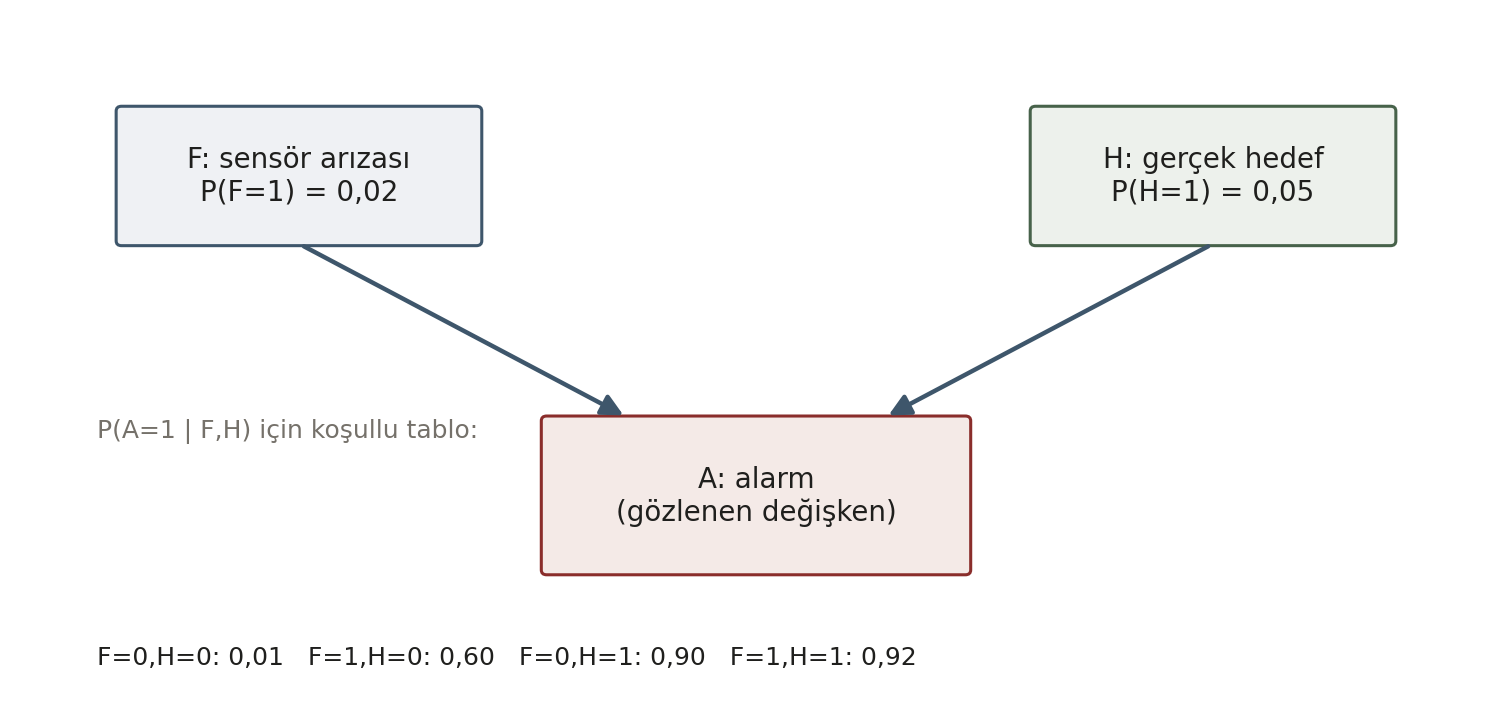 F: sensör arızası
P(F=1) = 0,02
H: gerçek hedef
P(H=1) = 0,05
P(A=1 | F,H) için koşullu tablo:
A: alarm
(gözlenen değişken)
F=0,H=0: 0,01   F=1,H=0: 0,60   F=0,H=1: 0,90   F=1,H=1: 0,92